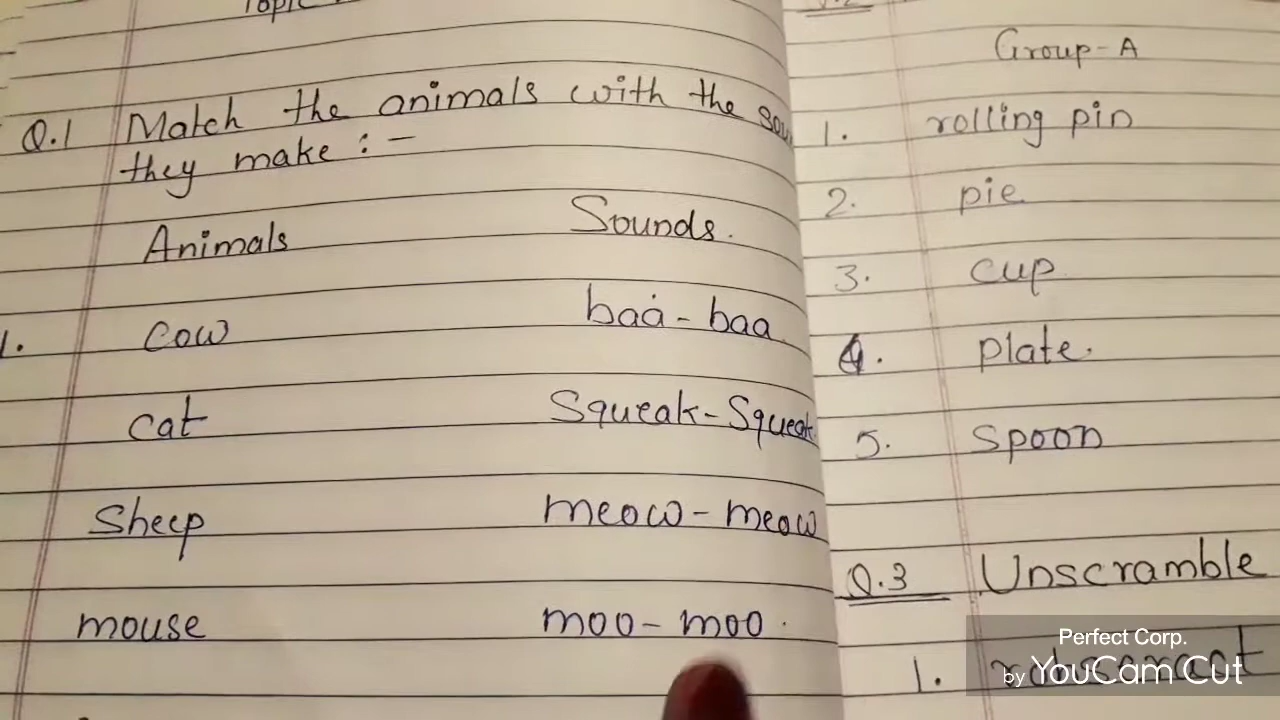 Topic
Q.1 Match the animals with the
they make : -
Animals Sounds.
1. Cow baa - baa
cat Squeak - Squeak
Sheep meow - meow
mouse moo - moo.
Group - A
1. rolling pin
2. pie
3. cup
4. plate.
5. Spoon
Q.3 Unscramble
1.
Perfect Corp.
by YouCam Cut